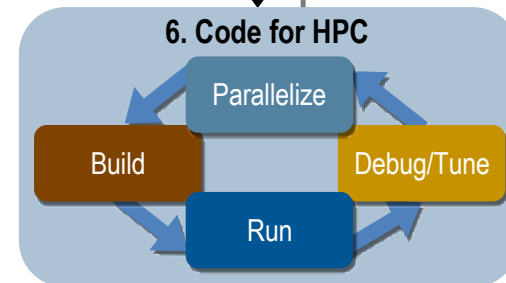 6. Code for HPC
Parallelize
Build
Debug/Tune
Run